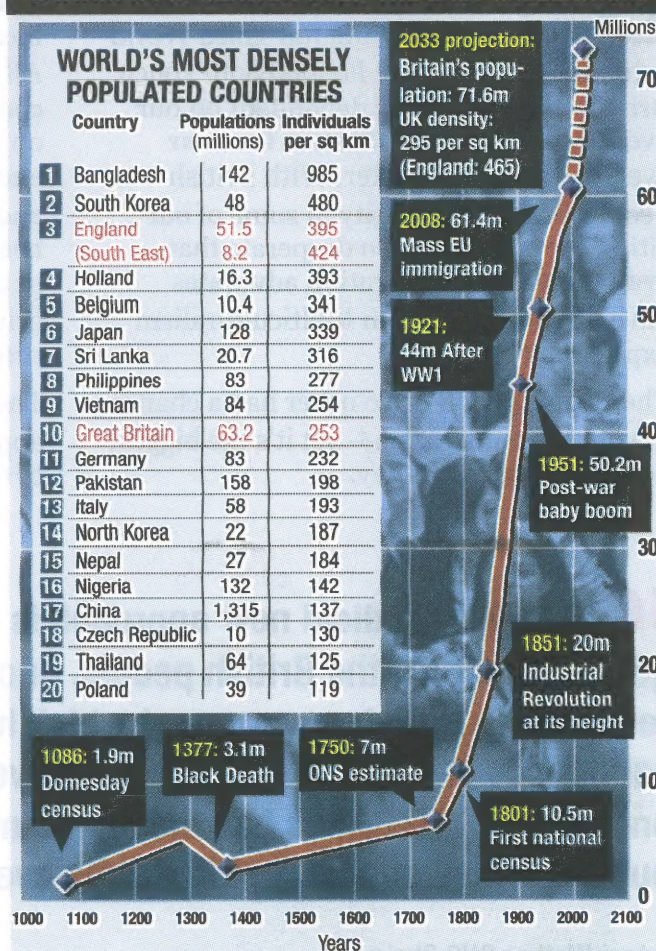 WORLD'S MOST DENSELY
POPULATED COUNTRIES
Country Populations (millions) Individuals per sq km
1 Bangladesh 142 985
2 South Korea 48 480
3 England 51.5 395
(South East) 8.2 424
4 Holland 16.3 393
5 Belgium 10.4 341
6 Japan 128 339
7 Sri Lanka 20.7 316
8 Philippines 83 277
9 Vietnam 84 254
10 Great Britain 63.2 253
11 Germany 83 232
12 Pakistan 158 198
13 Italy 58 193
14 North Korea 22 187
15 Nepal 27 184
16 Nigeria 132 142
17 China 1,315 137
18 Czech Republic 10 130
19 Thailand 64 125
20 Poland 39 119
2033 projection:
Britain's popu-
lation: 71.6m
UK density:
295 per sq km
(England: 465)
2008: 61.4m
Mass EU
immigration
1921:
44m After
WW1
1951: 50.2m
Post-war
baby boom
1851: 20m
Industrial
Revolution
at its height
1086: 1.9m
Domesday
census
1377: 3.1m
Black Death
1750: 7m
ONS estimate
1801: 10.5m
First national
census
Millions
70
60
50
40
30
20
10
0
1000 1100 1200 1300 1400 1500 1600 1700 1800 1900 2000 2100
Years